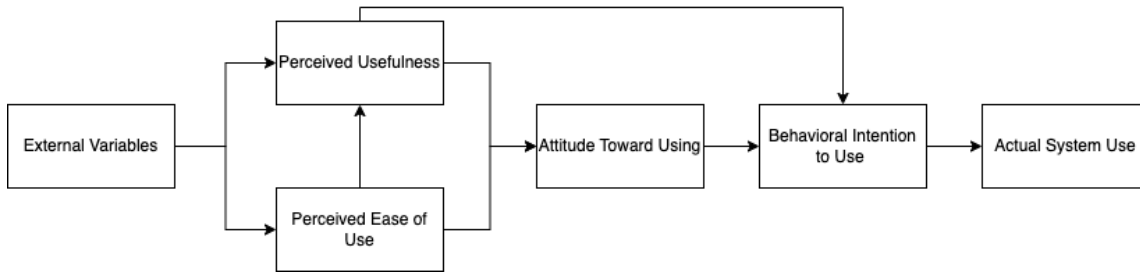 Perceived Usefulness
External Variables
Attitude Toward Using
Behavioral Intention
to Use
Actual System Use
Perceived Ease of
Use